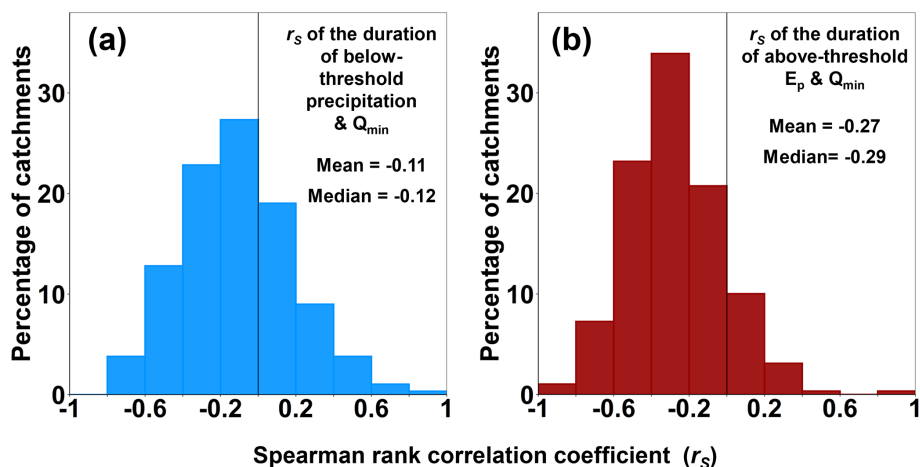 (a)
r_S of the duration
of below-
threshold
precipitation
& Q_min
Mean = -0.11
Median = -0.12
Percentage of catchments
30
20
10
0
-1 -0.6 -0.2 0.2 0.6 1
(b)
r_S of the duration
of above-threshold
E_p & Q_min
Mean = -0.27
Median= -0.29
Percentage of catchments
30
20
10
0
-1 -0.6 -0.2 0.2 0.6 1
Spearman rank correlation coefficient (r_S)